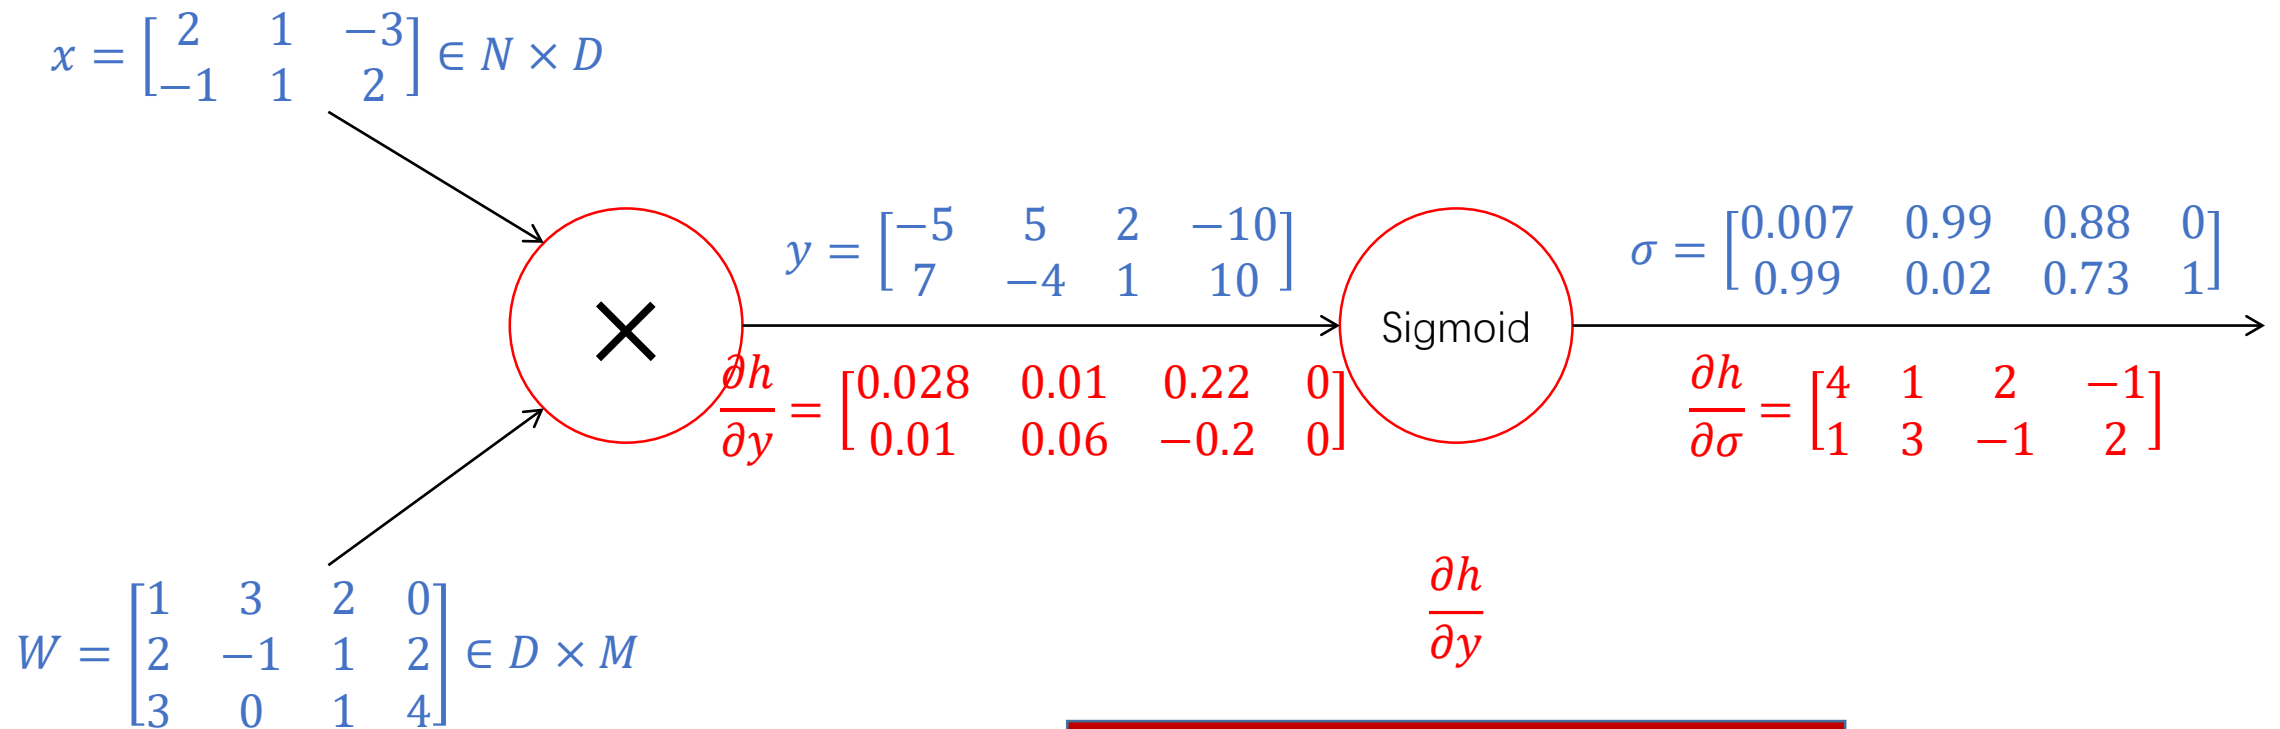 x = [2 1 −3; −1 1 2] ∈ N × D
y = [−5 5 2 −10; 7 −4 1 10]
σ = [0.007 0.99 0.88 0; 0.99 0.02 0.73 1]
×
Sigmoid
∂h/∂y = [0.028 0.01 0.22 0; 0.01 0.06 −0.2 0]
∂h/∂σ = [4 1 2 −1; 1 3 −1 2]
∂h/∂y
W = [1 3 2 0; 2 −1 1 2; 3 0 1 4] ∈ D × M